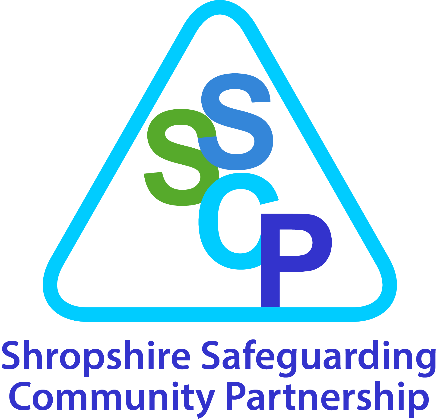 SSCP
Shropshire Safeguarding
Community Partnership